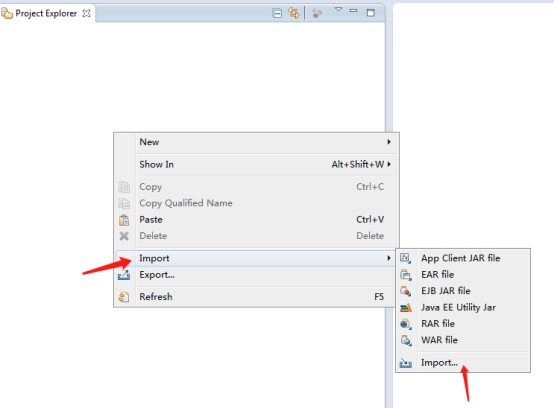 Project Explorer
New
Show In Alt+Shift+W
Copy Ctrl+C
Copy Qualified Name
Paste Ctrl+V
Delete Delete
Import
Export...
Refresh F5
App Client JAR file
EAR file
EJB JAR file
Java EE Utility Jar
RAR file
WAR file
Import...